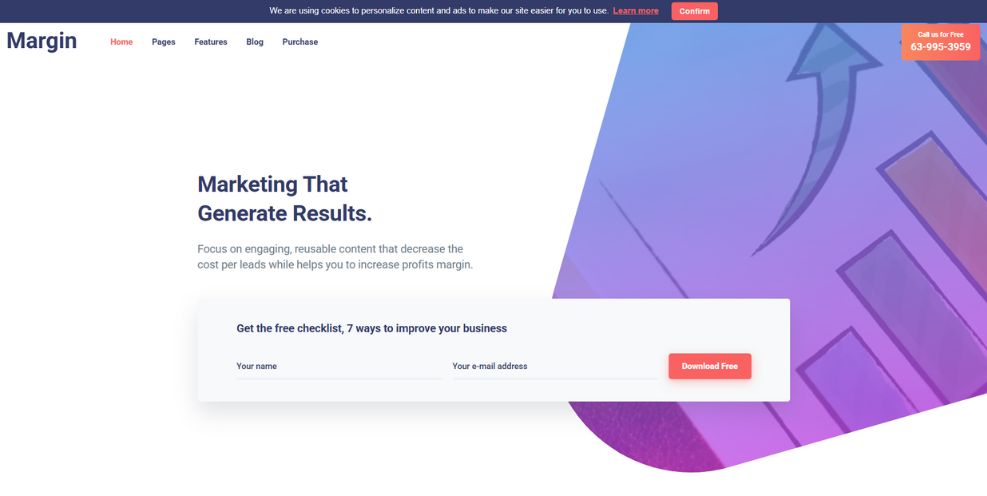 We are using cookies to personalize content and ads to make our site easier for you to use. Learn more Confirm
Margin Home Pages Features Blog Purchase
Call us for Free
63-995-3959
Marketing That
Generate Results.
Focus on engaging, reusable content that decrease the
cost per leads while helps you to increase profits margin.
Get the free checklist, 7 ways to improve your business
Your name Your e-mail address Download Free